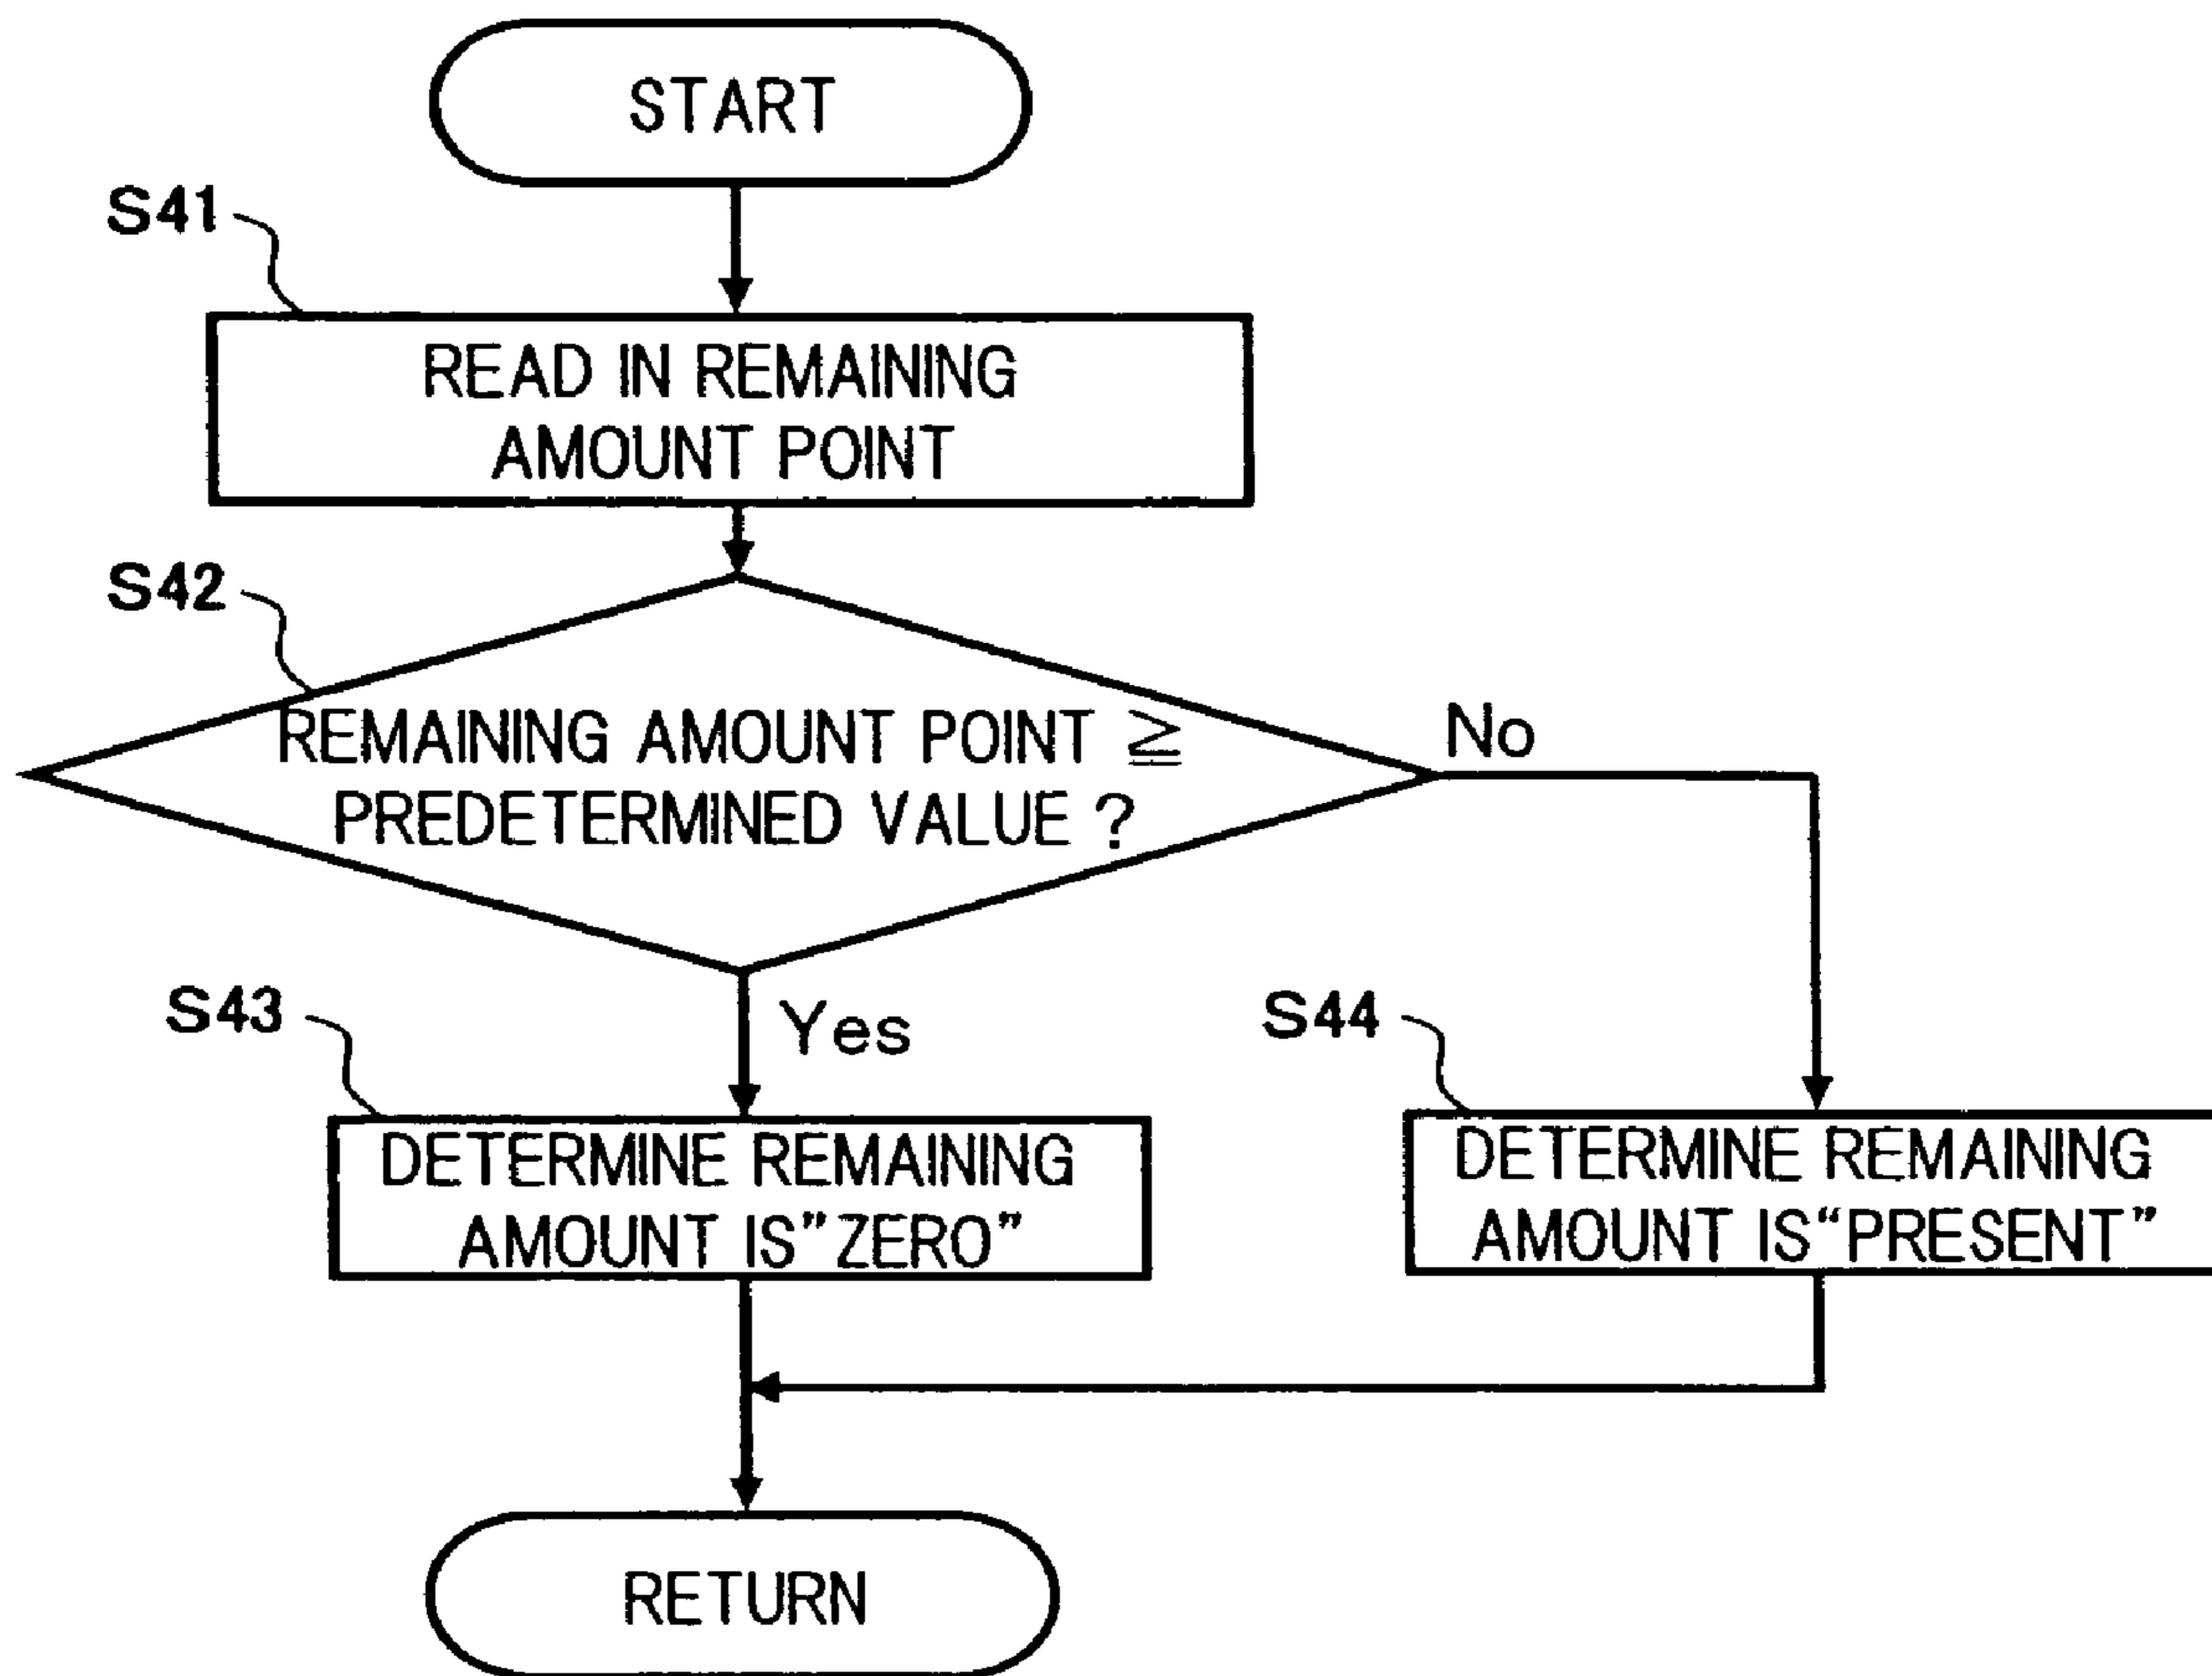 START
S41
READ IN REMAINING
AMOUNT POINT
S42
REMAINING AMOUNT POINT ≧
PREDETERMINED VALUE ?
No
Yes
S43
DETERMINE REMAINING
AMOUNT IS”ZERO”
S44
DETERMINE REMAINING
AMOUNT IS“PRESENT”
RETURN